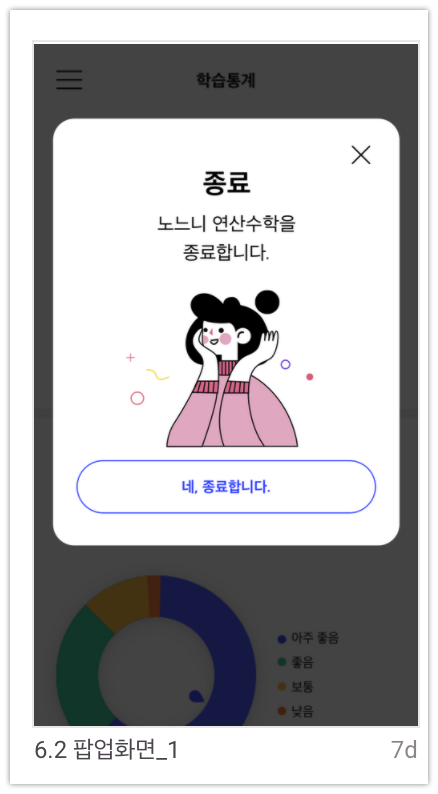 학습통계
종료
노느니 연산수학을
종료합니다.
네, 종료합니다.
아주 좋음
좋음
보통
낮음
6.2 팝업화면_1
7d